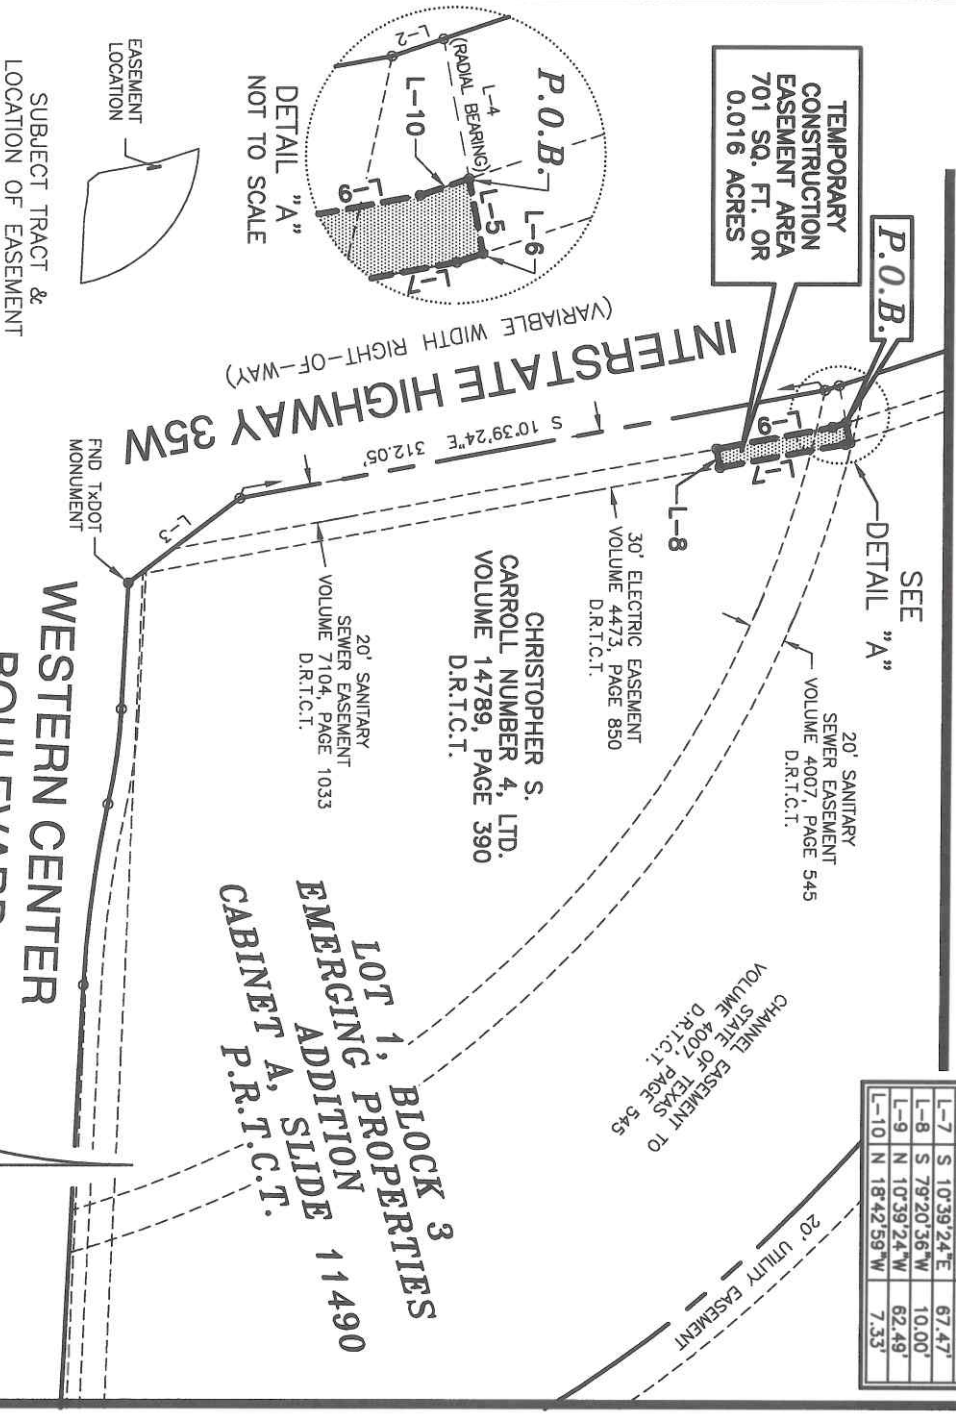 L-7 S 10°39'24"E 67.47'
L-8 S 79°20'36"W 10.00'
L-9 N 10°39'24"W 62.49'
L-10 N 18°42'59"W 7.33'
P.O.B.
TEMPORARY
CONSTRUCTION
EASEMENT AREA
701 SQ. FT. OR
0.016 ACRES
SEE
DETAIL "A"
20' SANITARY
SEWER EASEMENT
VOLUME 4007, PAGE 545
D.R.T.C.T.
L-9
L-7
L-8
P.O.B.
L-2
L-4
(RADIAL BEARING)
L-10
L-5
L-6
L-9
L-7
DETAIL "A"
NOT TO SCALE
INTERSTATE HIGHWAY 35W
(VARIABLE WIDTH RIGHT-OF-WAY)
S 10°39'24"E 312.05'
30' ELECTRIC EASEMENT
VOLUME 4473, PAGE 850
D.R.T.C.T.
CHRISTOPHER S.
CARROLL NUMBER 4, LTD.
VOLUME 14789, PAGE 390
D.R.T.C.T.
20' SANITARY
SEWER EASEMENT
VOLUME 7104, PAGE 1033
D.R.T.C.T.
CHANNEL EASEMENT TO
STATE OF TEXAS
VOLUME 4007, PAGE 545
D.R.T.C.T.
20' UTILITY EASEMENT
LOT 1, BLOCK 3
EMERGING PROPERTIES
ADDITION
CABINET A, SLIDE 11490
P.R.T.C.T.
L-3
FND TxDOT
MONUMENT
WESTERN CENTER
BOULEVARD
EASEMENT
LOCATION
SUBJECT TRACT &
LOCATION OF EASEMENT